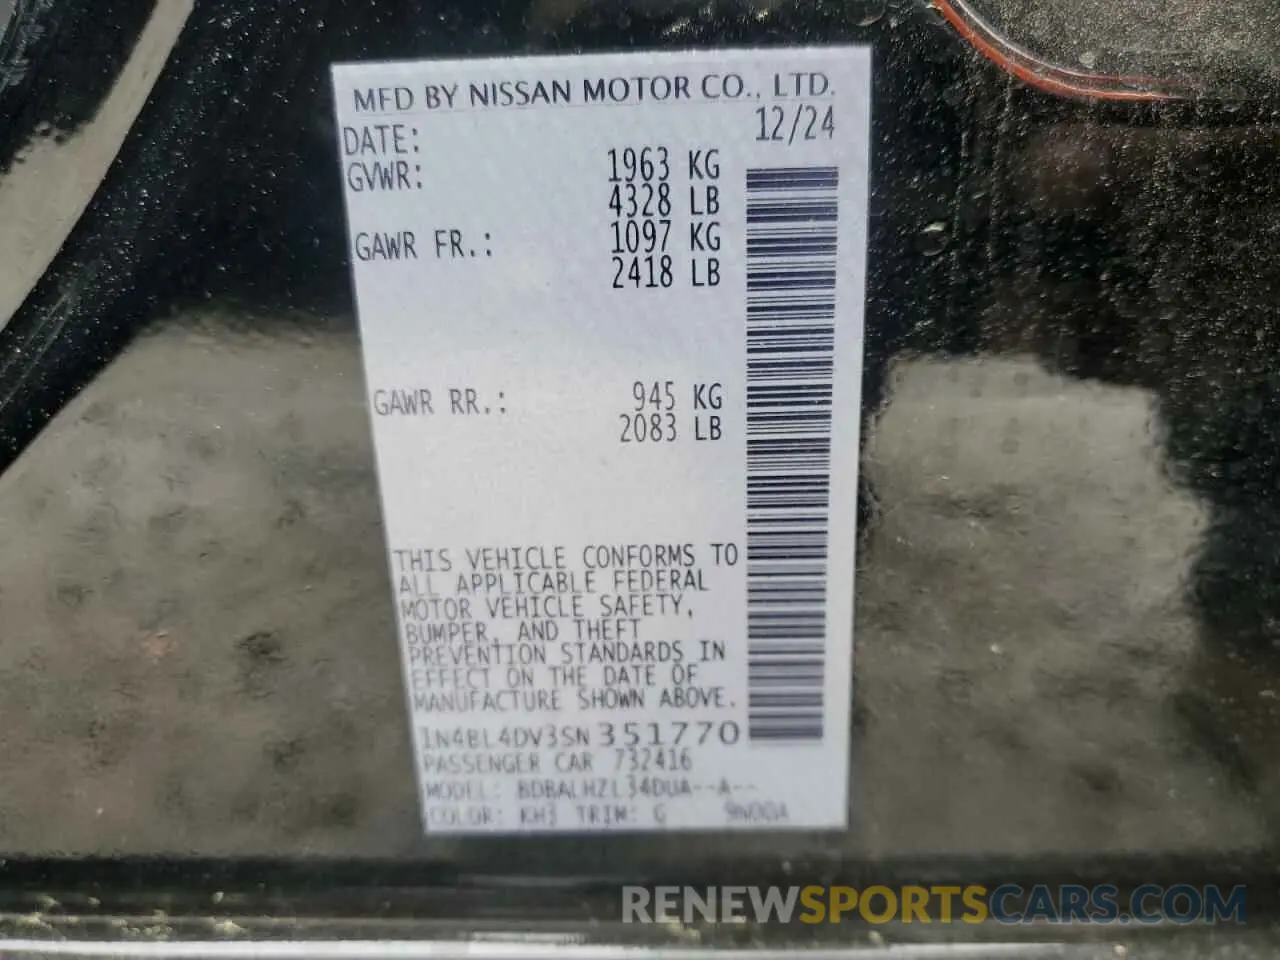 MFD BY NISSAN MOTOR CO., LTD.
DATE: 12/24
GVWR: 1963 KG
4328 LB
GAWR FR.: 1097 KG
2418 LB
GAWR RR.: 945 KG
2083 LB
THIS VEHICLE CONFORMS TO
ALL APPLICABLE FEDERAL
MOTOR VEHICLE SAFETY,
BUMPER, AND THEFT
PREVENTION STANDARDS IN
EFFECT ON THE DATE OF
MANUFACTURE SHOWN ABOVE.
1N4BL4DV3SN351770
PASSENGER CAR 732416
MODEL: BDBALHZL34DUA--A--
COLOR: KH3 TRIM: G
RENEWSPORTSCARS.COM